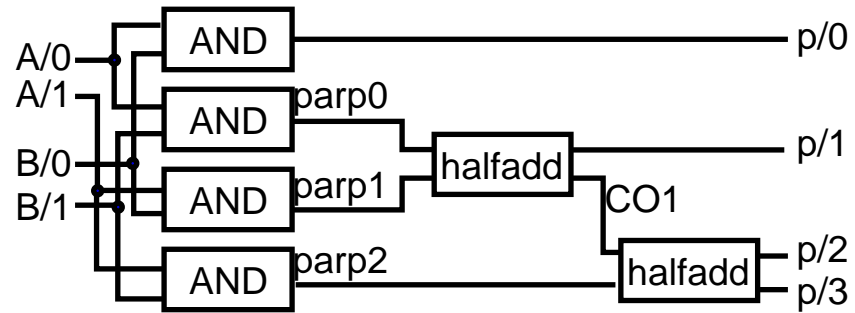 A/0
A/1
B/0
B/1
AND
AND
AND
AND
parp0
parp1
parp2
halfadd
CO1
halfadd
p/0
p/1
p/2
p/3